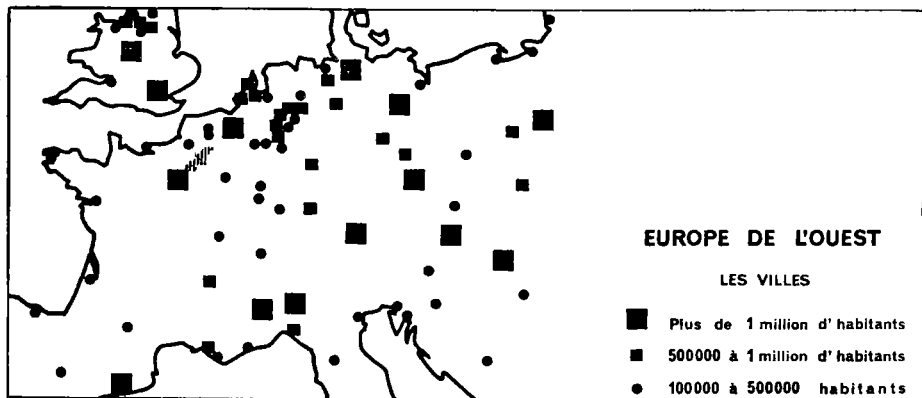 EUROPE DE L'OUEST
LES VILLES
Plus de 1 million d'habitants
500000 à 1 million d'habitants
100000 à 500000 habitants